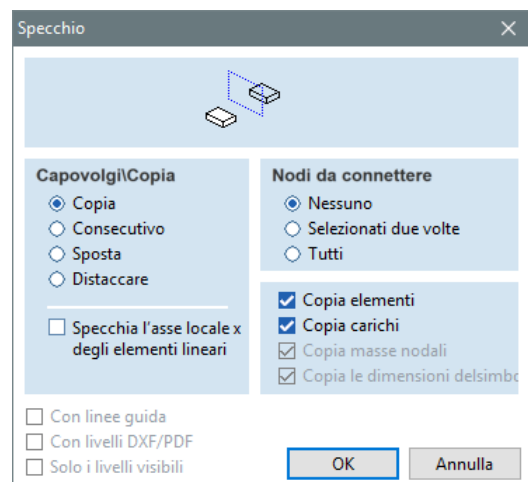 Specchio
Capovolgi\Copia
Copia
Consecutivo
Sposta
Distaccare
Specchia l'asse locale x
degli elementi lineari
Nodi da connettere
Nessuno
Selezionati due volte
Tutti
Copia elementi
Copia carichi
Copia masse nodali
Copia le dimensioni delsimbo
Con linee guida
Con livelli DXF/PDF
Solo i livelli visibili
OK
Annulla